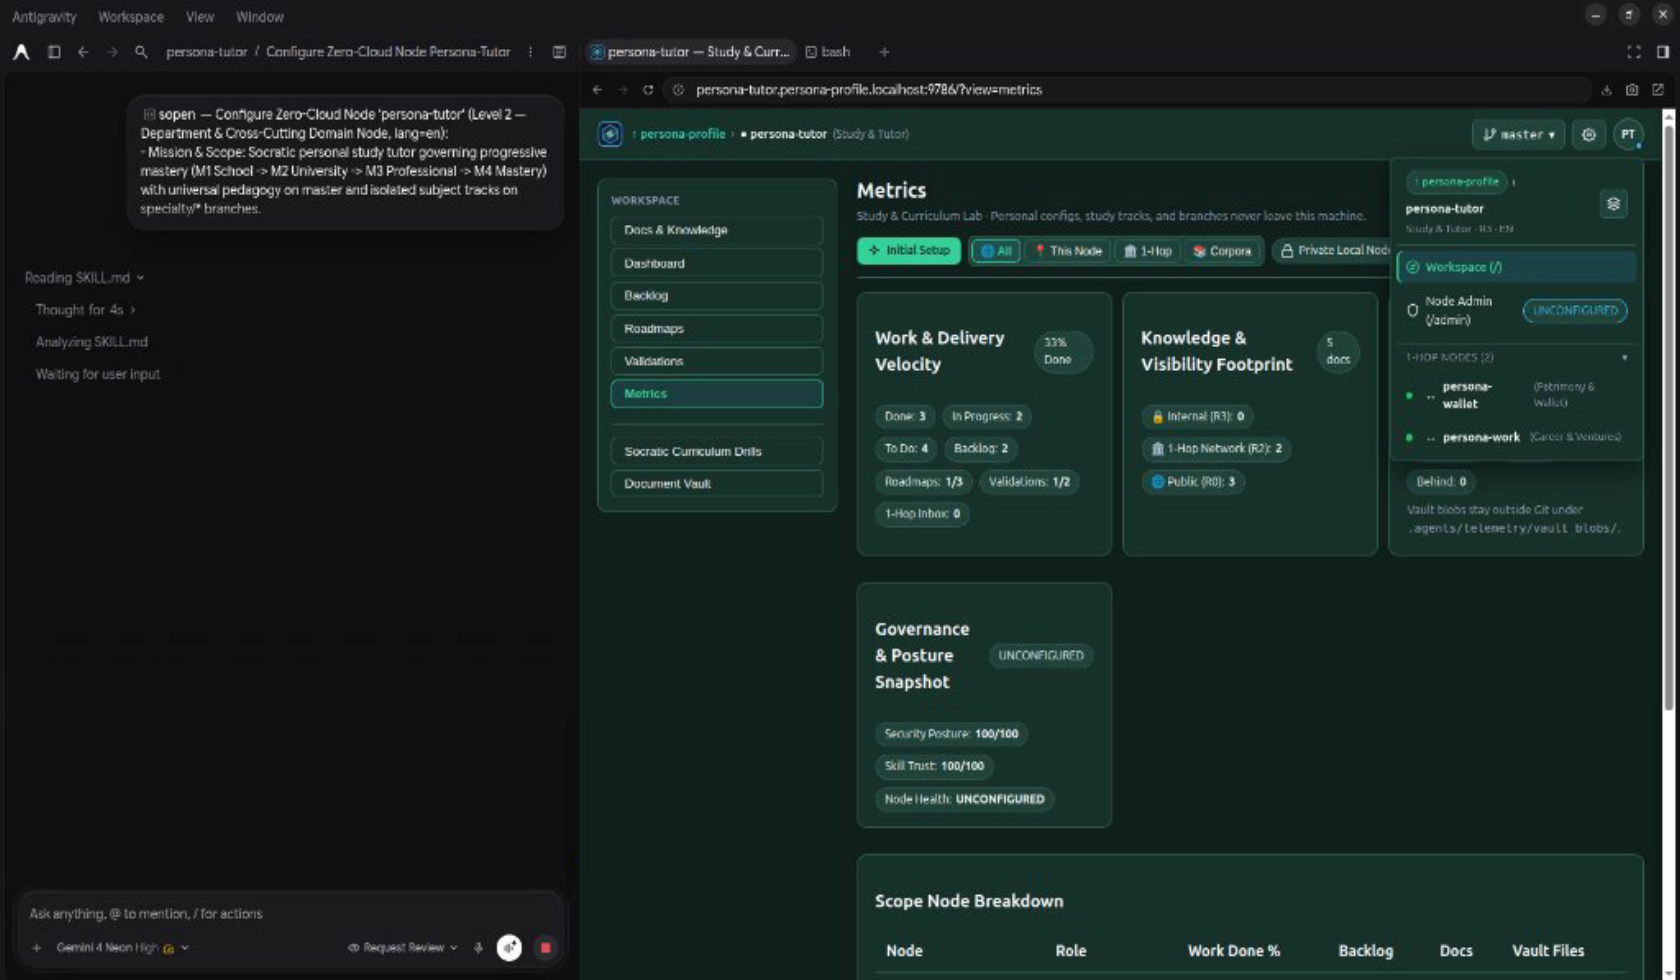 Antigravity Workspace View Window
persona-tutor / Configure Zero-Cloud Node Persona-Tutor
persona-tutor — Study & Curr...
bash
persona-tutor.persona-profile.localhost:9786/?view=metrics
sopen — Configure Zero-Cloud Node 'persona-tutor' (Level 2 —
Department & Cross-Cutting Domain Node, lang=en):
- Mission & Scope: Socratic personal study tutor governing progressive
mastery (M1 School -> M2 University -> M3 Professional -> M4 Mastery)
with universal pedagogy on master and isolated subject tracks on
specialty/* branches.
Reading SKILL.md
Thought for 4s
Analyzing SKILL.md
Waiting for user input
Ask anything, @ to mention, / for actions
Gemini 4 Neon High
Request Review
↑ persona-profile › • persona-tutor (Study & Tutor)
master
PT
WORKSPACE
Docs & Knowledge
Dashboard
Backlog
Roadmaps
Validations
Metrics
Socratic Curriculum Drills
Document Vault
Metrics
Study & Curriculum Lab · Personal configs, study tracks, and branches never leave this machine.
Initial Setup
All
This Node
1-Hop
Corpora
Private Local Node
↑ persona-profile
persona-tutor
Study & Tutor · R3 · EN
Workspace (/)
Node Admin
(/admin)
UNCONFIGURED
1-HOP NODES (2)
persona-
wallet
(Patrimony &
Wallet)
persona-work (Career & Ventures)
Work & Delivery
Velocity
33%
Done
Done: 3
In Progress: 2
To Do: 4
Backlog: 2
Roadmaps: 1/3
Validations: 1/2
1-Hop Inbox: 0
Knowledge &
Visibility Footprint
5
docs
Internal (R3): 0
1-Hop Network (R2): 2
Public (R0): 3
Behind: 0
Vault blobs stay outside Git under
.agents/telemetry/vault_blobs/.
Governance
& Posture
Snapshot
UNCONFIGURED
Security Posture: 100/100
Skill Trust: 100/100
Node Health: UNCONFIGURED
Scope Node Breakdown
Node Role Work Done % Backlog Docs Vault Files